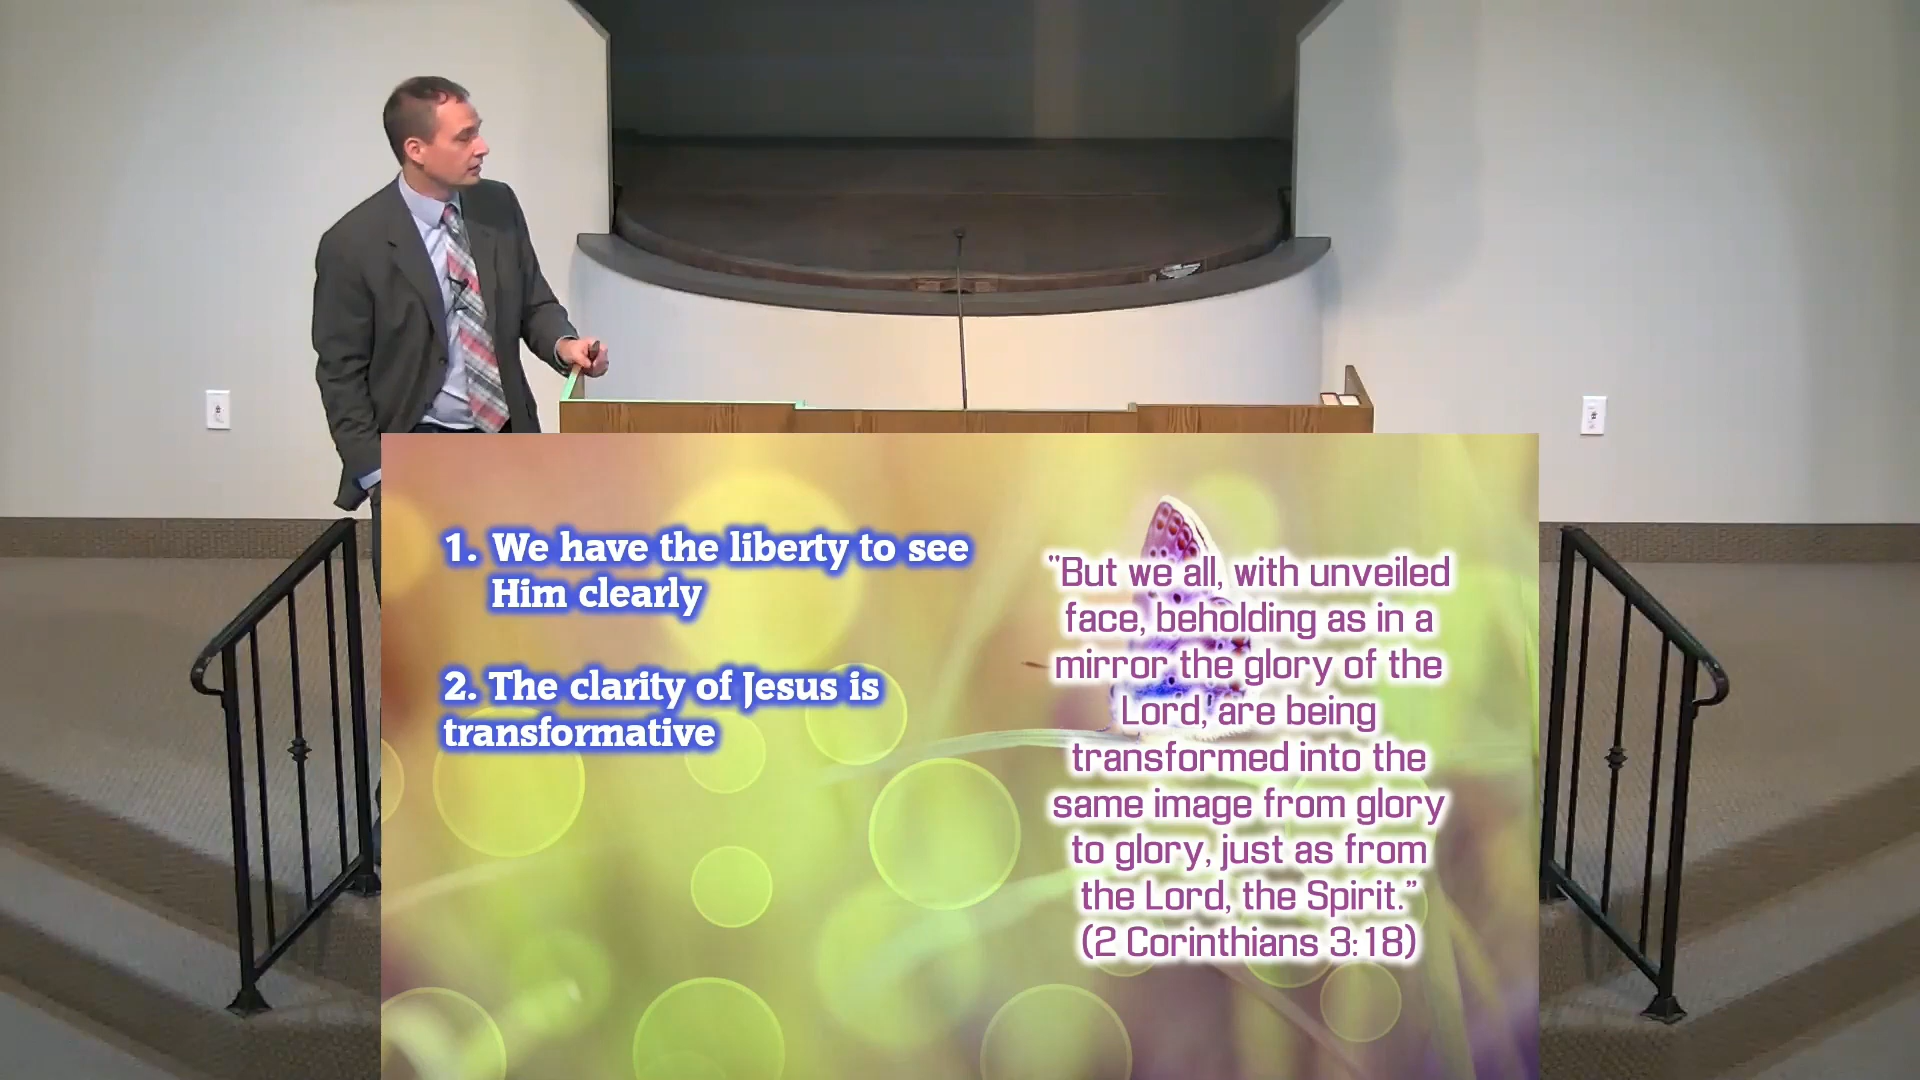 1. We have the liberty to see
Him clearly
2. The clarity of Jesus is
transformative
"But we all, with unveiled
face, beholding as in a
mirror the glory of the
Lord, are being
transformed into the
same image from glory
to glory, just as from
the Lord, the Spirit.”
(2 Corinthians 3:18)